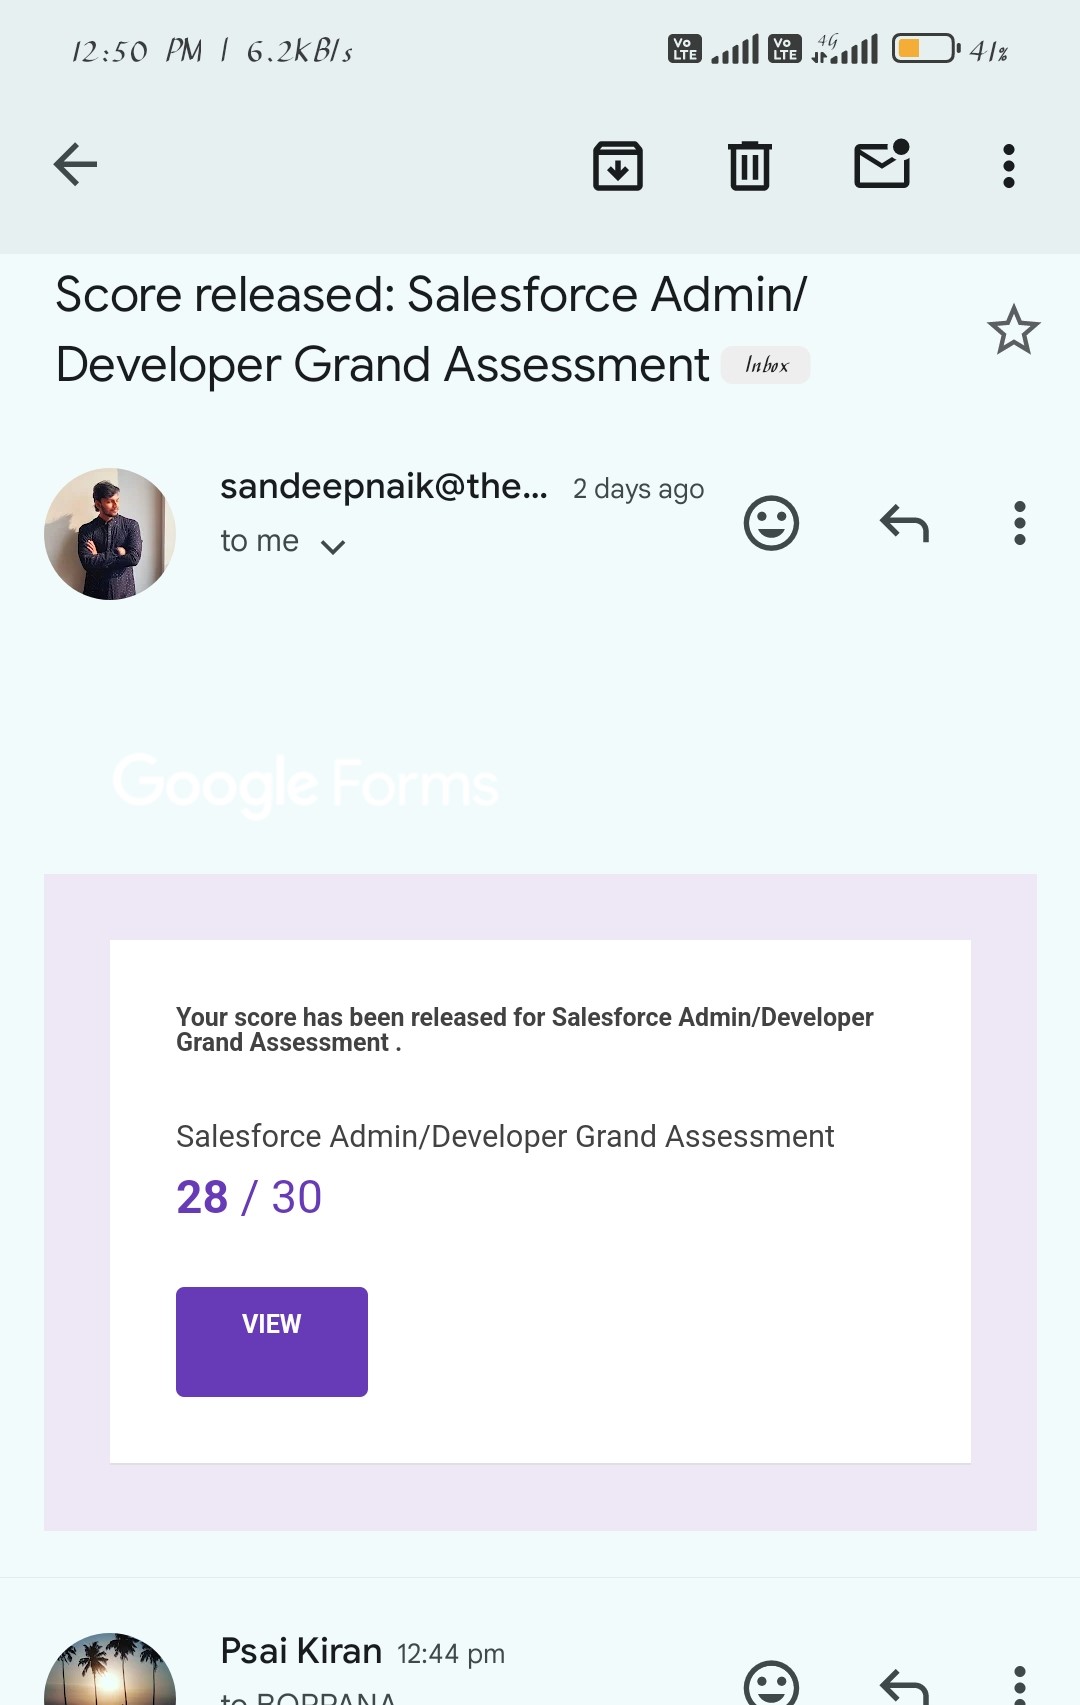 12:50 PM | 6.2KB/s
Vo LTE
Vo LTE
4G
41%
Score released: Salesforce Admin/
Developer Grand Assessment Inbox
sandeepnaik@the... 2 days ago
to me
Google Forms
Your score has been released for Salesforce Admin/Developer
Grand Assessment .
Salesforce Admin/Developer Grand Assessment
28 / 30
VIEW
Psai Kiran 12:44 pm
to BOPPANA